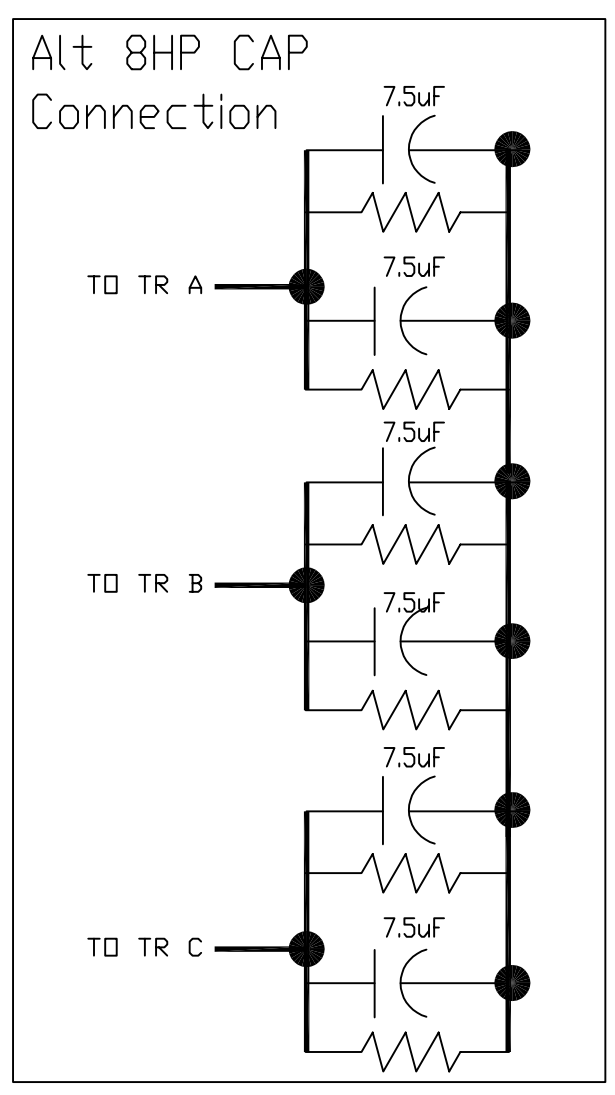 Alt 8HP CAP
Connection
7.5uF
7.5uF
TO TR A
7.5uF
TO TR B
7.5uF
7.5uF
7.5uF
TO TR C